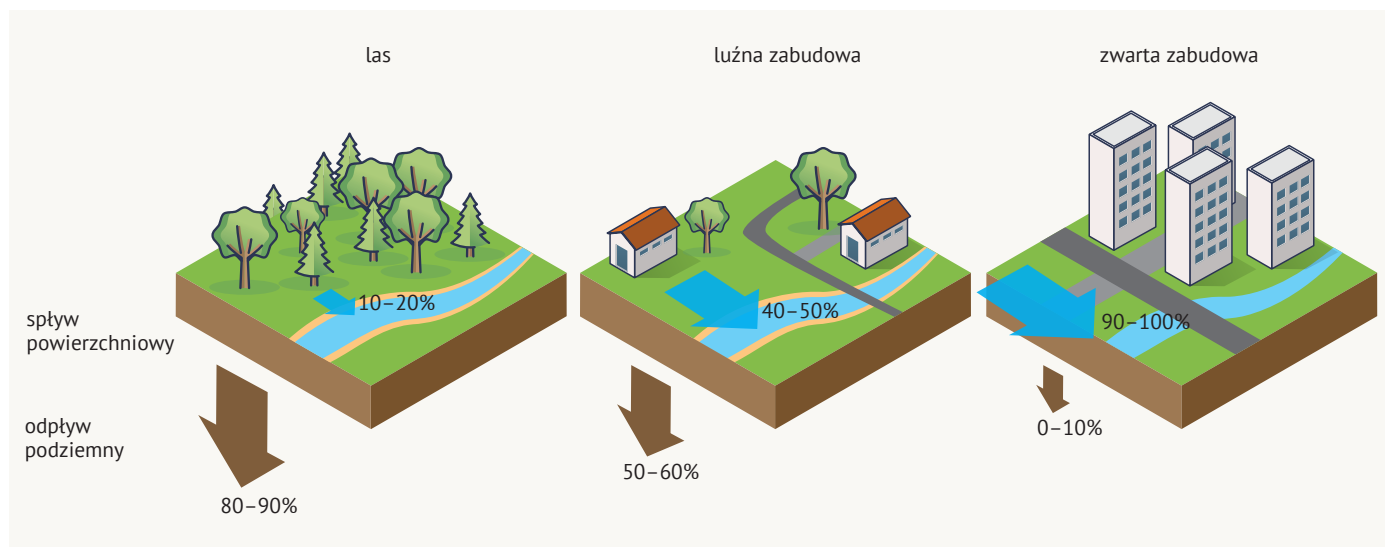 las
luźna zabudowa
zwarta zabudowa
spływ
powierzchniowy
10–20%
40–50%
90–100%
odpływ
podziemny
80–90%
50–60%
0–10%